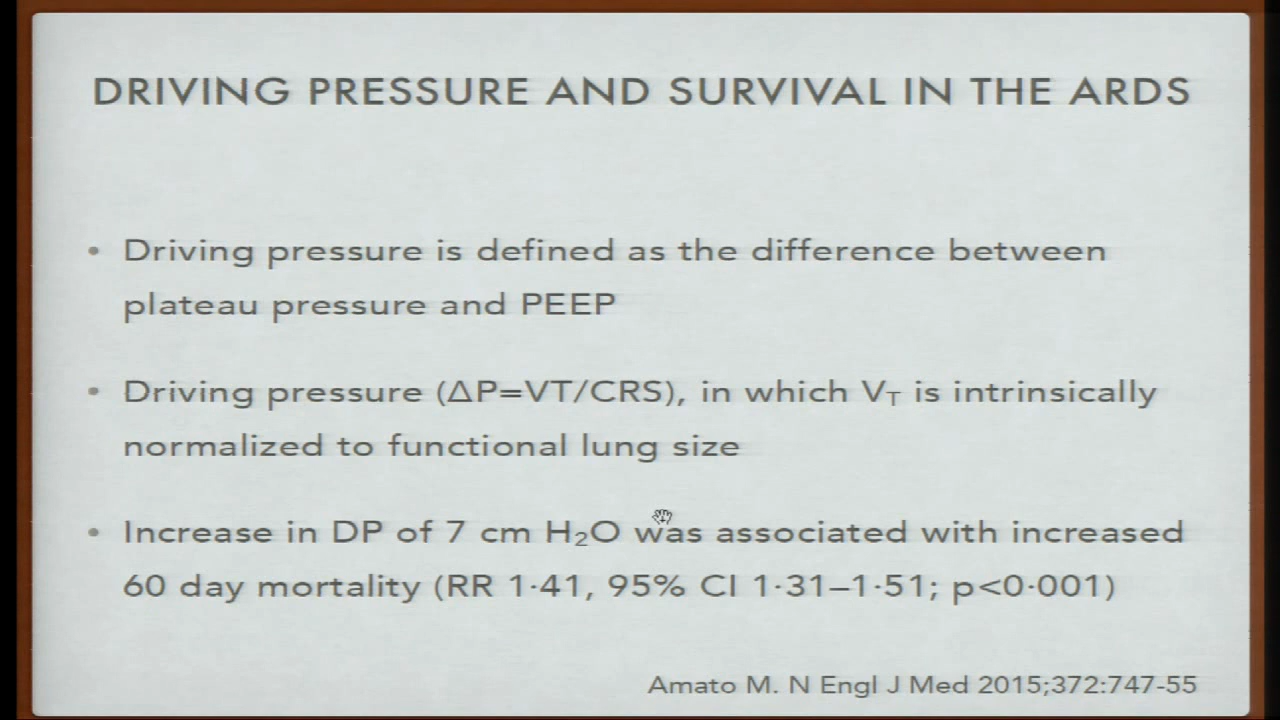 DRIVING PRESSURE AND SURVIVAL IN THE ARDS
• Driving pressure is defined as the difference between
plateau pressure and PEEP
• Driving pressure (ΔP=VT/CRS), in which V_T is intrinsically
normalized to functional lung size
• Increase in DP of 7 cm H₂O was associated with increased
60 day mortality (RR 1·41, 95% CI 1·31–1·51; p<0·001)
Amato M. N Engl J Med 2015;372:747-55